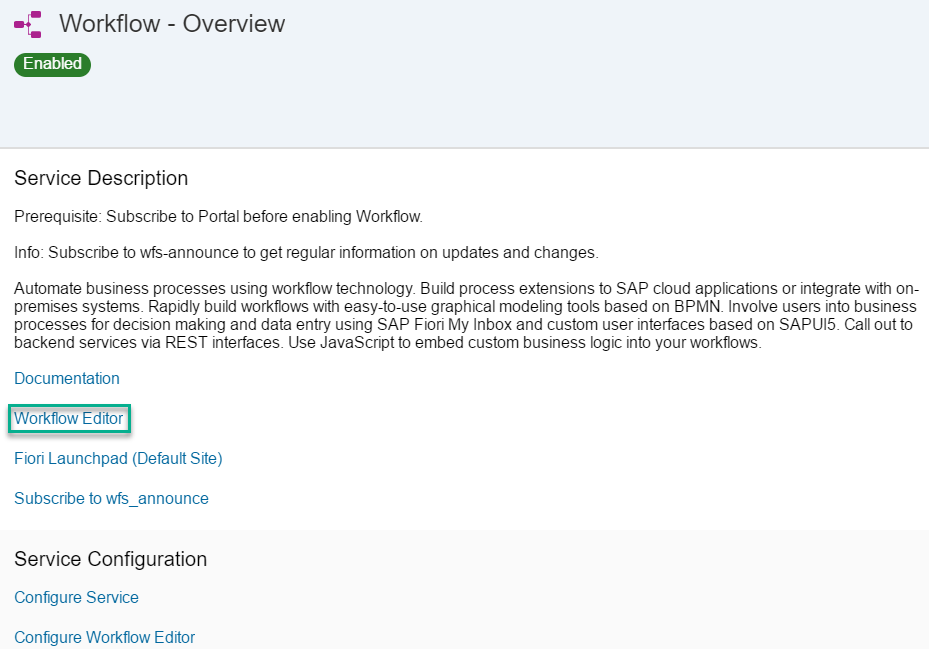 Workflow - Overview
Enabled
Service Description
Prerequisite: Subscribe to Portal before enabling Workflow.
Info: Subscribe to wfs-announce to get regular information on updates and changes.
Automate business processes using workflow technology. Build process extensions to SAP cloud applications or integrate with on-
premises systems. Rapidly build workflows with easy-to-use graphical modeling tools based on BPMN. Involve users into business
processes for decision making and data entry using SAP Fiori My Inbox and custom user interfaces based on SAPUI5. Call out to
backend services via REST interfaces. Use JavaScript to embed custom business logic into your workflows.
Documentation
Workflow Editor
Fiori Launchpad (Default Site)
Subscribe to wfs_announce
Service Configuration
Configure Service
Configure Workflow Editor